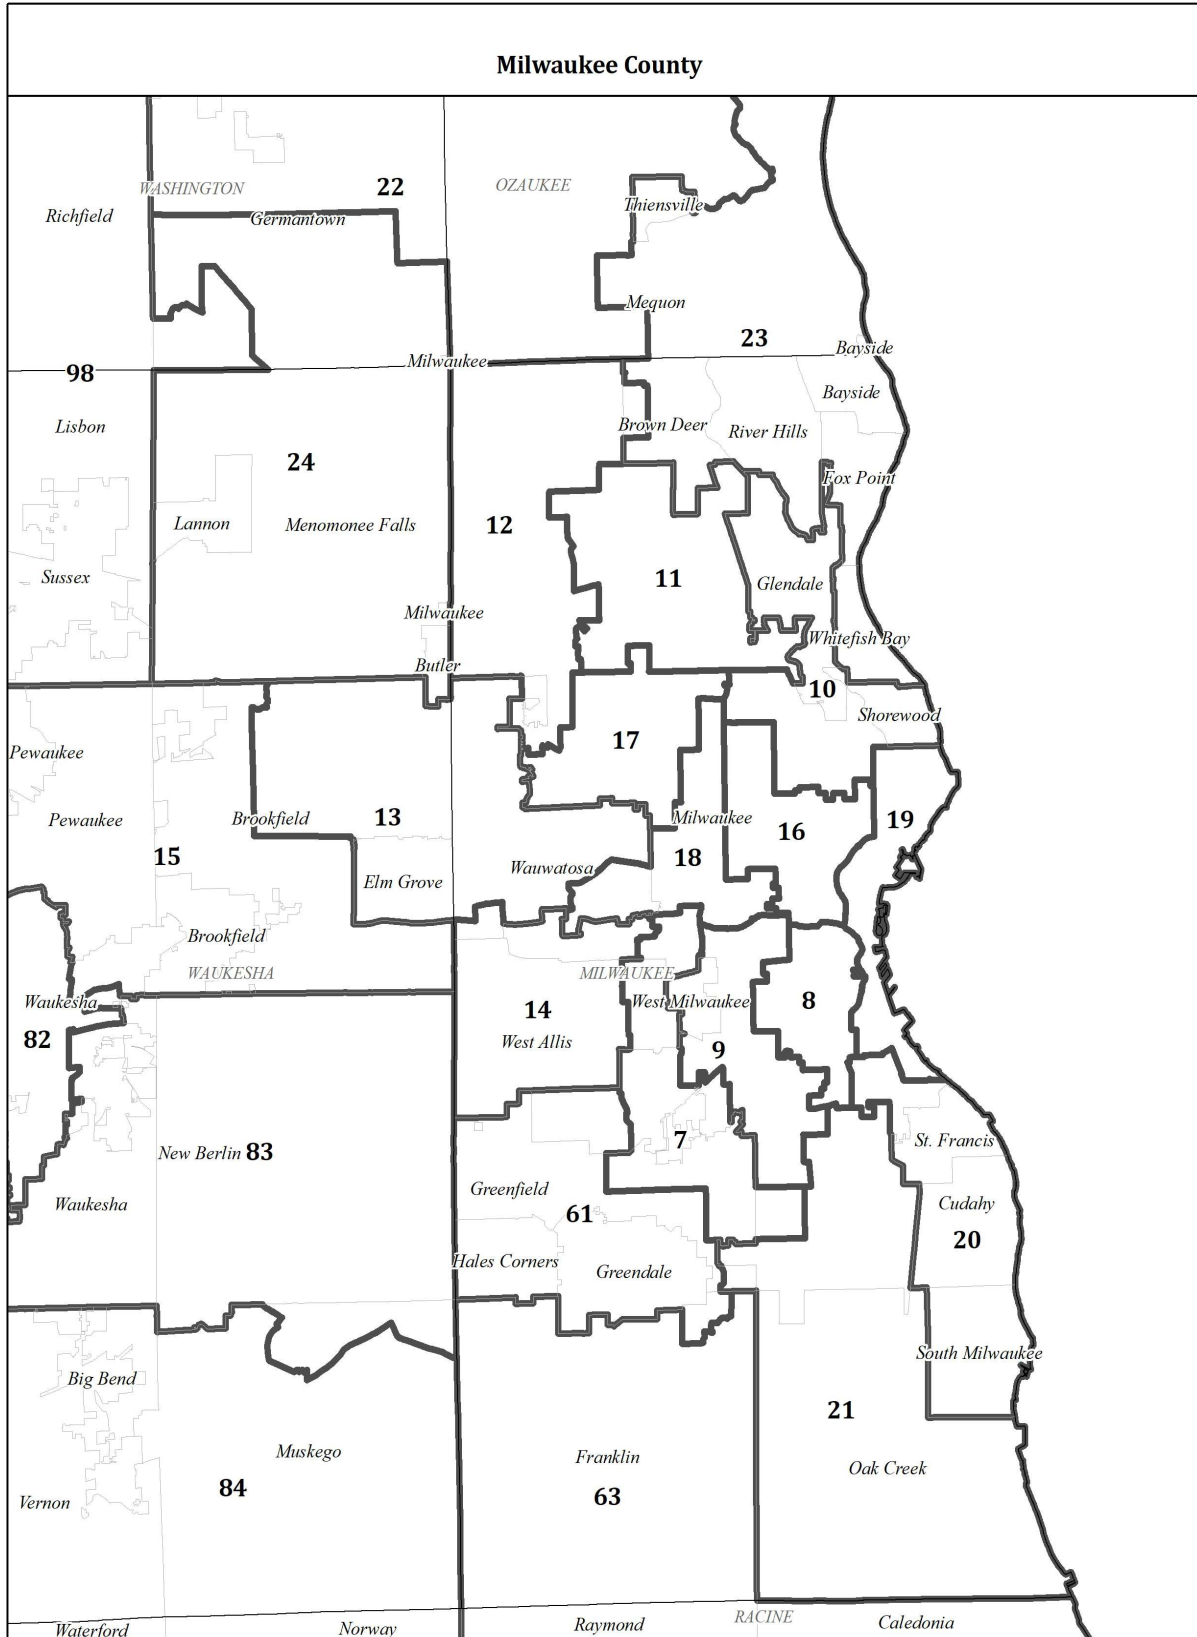 Milwaukee County
WASHINGTON
22
OZAUKEE
Richfield
Germantown
Thiensville
Mequon
23
Bayside
Milwaukee
98
Bayside
Lisbon
Brown Deer
River Hills
24
Fox Point
Lannon
Menomonee Falls
12
Sussex
11
Glendale
Milwaukee
Whitefish Bay
Butler
10
Shorewood
Pewaukee
17
Pewaukee
Brookfield
13
Milwaukee
16
19
15
18
Elm Grove
Wauwatosa
Brookfield
WAUKESHA
MILWAUKEE
Waukesha
West Milwaukee
8
14
82
West Allis
9
7
St. Francis
New Berlin 83
Greenfield
Waukesha
Cudahy
61
20
Hales Corners
Greendale
South Milwaukee
Big Bend
21
Muskego
Franklin
Oak Creek
84
63
Vernon
RACINE
Waterford
Norway
Raymond
Caledonia